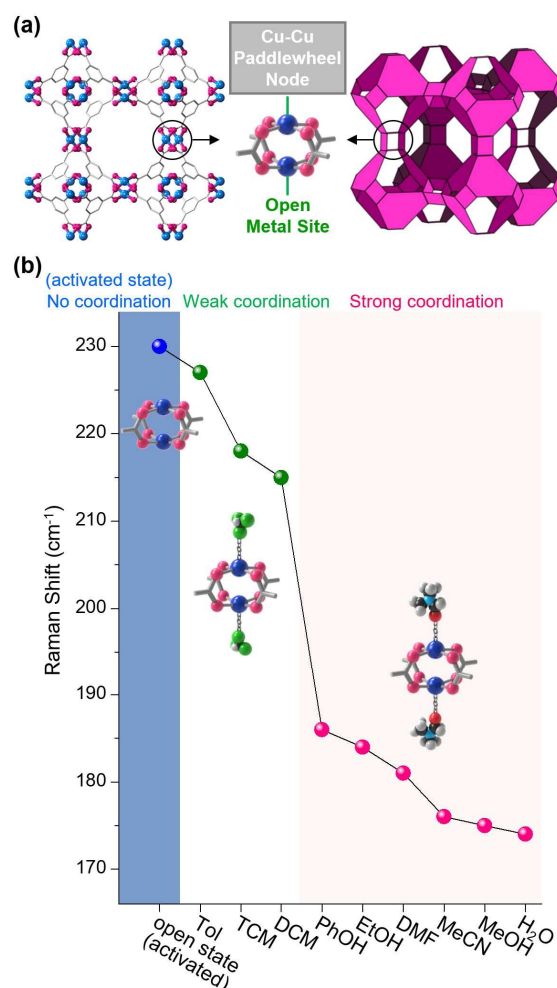 (a)
Cu-Cu
Paddlewheel
Node
Open
Metal Site
(b)
(activated state)
No coordination
Weak coordination
Strong coordination
Raman Shift (cm⁻¹)
230
220
210
200
190
180
170
open state
(activated)
Tol
TCM
DCM
PhOH
EtOH
DMF
MeCN
MeOH
H₂O